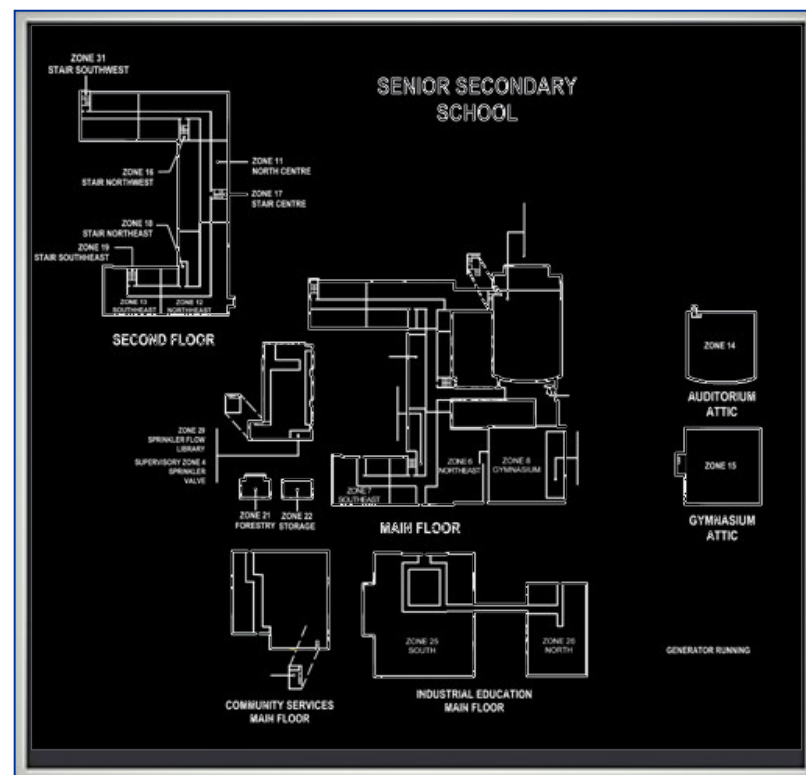 SENIOR SECONDARY
SCHOOL
ZONE 31
STAIR SOUTHWEST
ZONE 16
STAIR NORTHWEST
ZONE 11
NORTH CENTRE
ZONE 17
STAIR CENTRE
ZONE 18
STAIR NORTHEAST
ZONE 19
STAIR SOUTHHEAST
ZONE 13
SOUTHEAST
ZONE 12
NORTHEAST
SECOND FLOOR
ZONE 29
SPRINKLER FLOW
LIBRARY
SUPERVISORY ZONE 4
SPRINKLER
VALVE
ZONE 21
FORESTRY
ZONE 22
STORAGE
ZONE 7
SOUTHEAST
ZONE 6
NORTHEAST
ZONE 8
GYMNASIUM
MAIN FLOOR
ZONE 14
AUDITORIUM
ATTIC
ZONE 15
GYMNASIUM
ATTIC
COMMUNITY SERVICES
MAIN FLOOR
ZONE 25
SOUTH
ZONE 26
NORTH
INDUSTRIAL EDUCATION
MAIN FLOOR
GENERATOR RUNNING